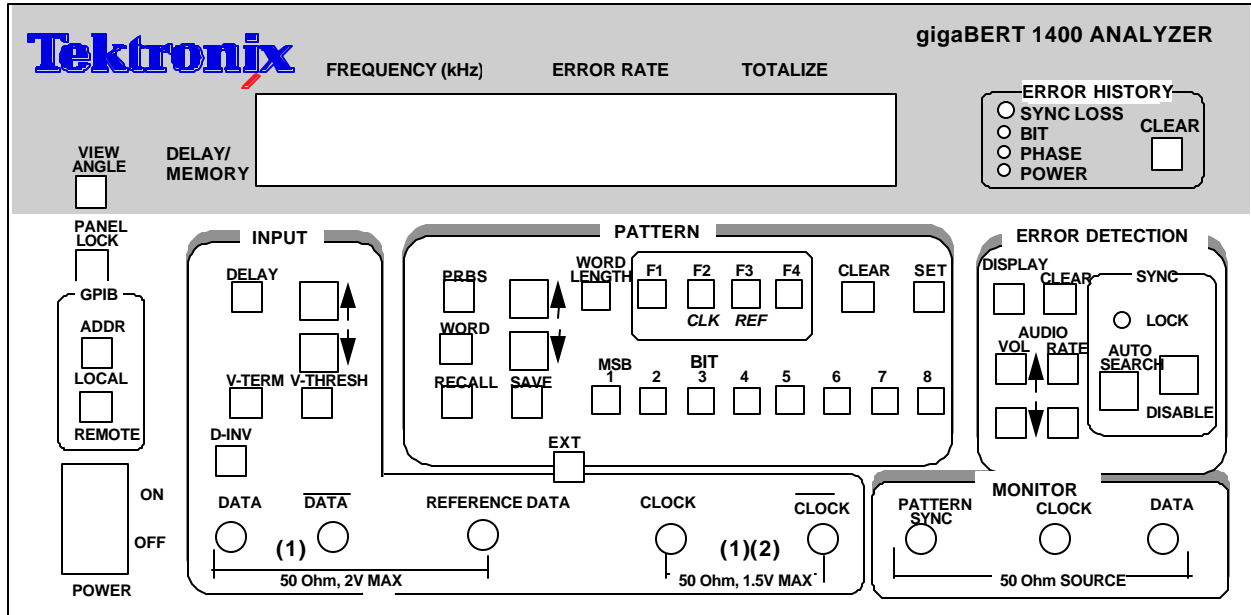 Tektronix
gigaBERT 1400 ANALYZER
FREQUENCY (kHz)
ERROR RATE
TOTALIZE
ERROR HISTORY
SYNC LOSS
BIT
PHASE
POWER
CLEAR
VIEW
ANGLE
DELAY/
MEMORY
PANEL
LOCK
GPIB
ADDR
LOCAL
REMOTE
ON
OFF
POWER
INPUT
DELAY
V-TERM
V-THRESH
D-INV
PATTERN
PRBS
WORD
LENGTH
F1
F2
F3
F4
CLK
REF
CLEAR
SET
WORD
RECALL
SAVE
MSB
BIT
1
2
3
4
5
6
7
8
EXT
ERROR DETECTION
DISPLAY
CLEAR
AUDIO
VOL
RATE
SYNC
LOCK
AUTO
SEARCH
DISABLE
DATA
DATA
REFERENCE DATA
CLOCK
CLOCK
(1)
(1)(2)
50 Ohm, 2V MAX
50 Ohm, 1.5V MAX
MONITOR
PATTERN
SYNC
CLOCK
DATA
50 Ohm SOURCE